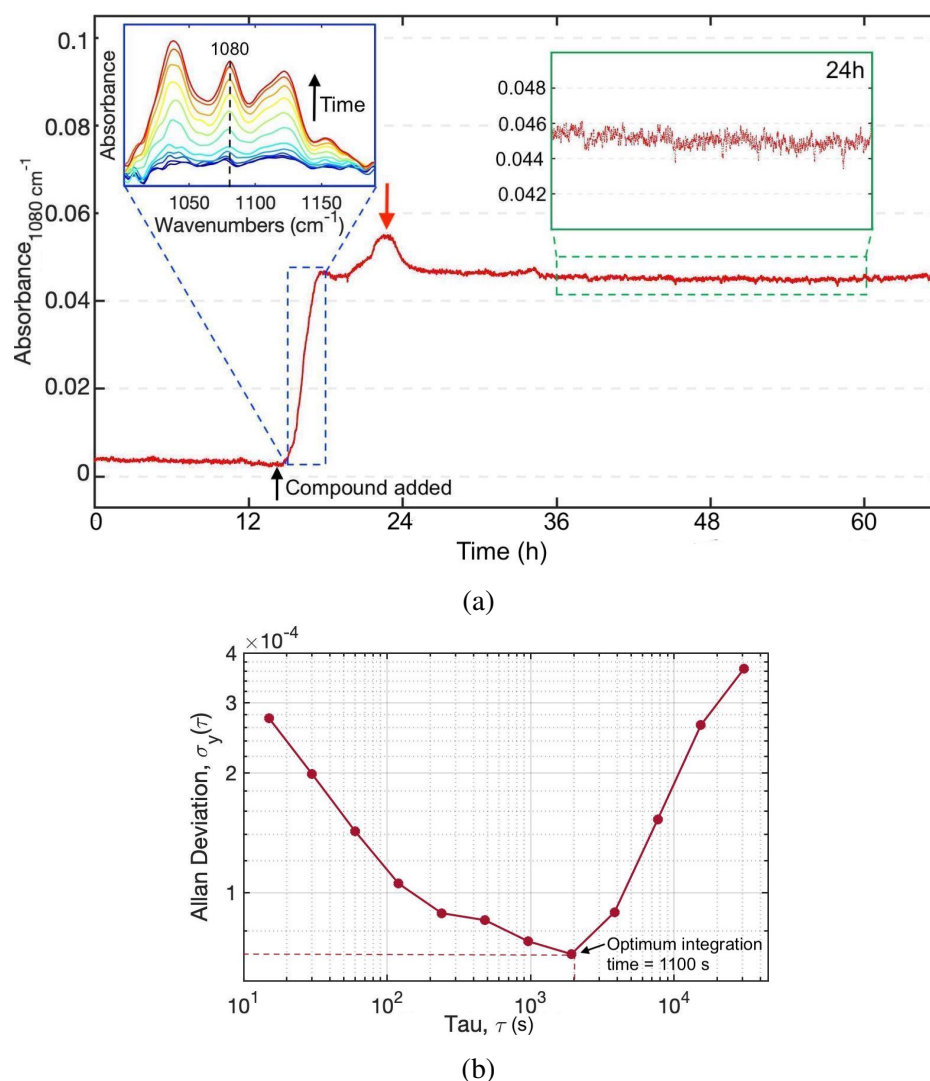 0.1
0.08
0.06
0.04
0.02
0
Absorbance1080 cm-1
Absorbance
1080
Time
1050 1100 1150
Wavenumbers (cm-1)
24h
0.048
0.046
0.044
0.042
Compound added
0 12 24 36 48 60
Time (h)
(a)
×10-4
4
3
2
1
Allan Deviation, σy(τ)
Optimum integration
time = 1100 s
10¹ 10² 10³ 10⁴
Tau, τ (s)
(b)